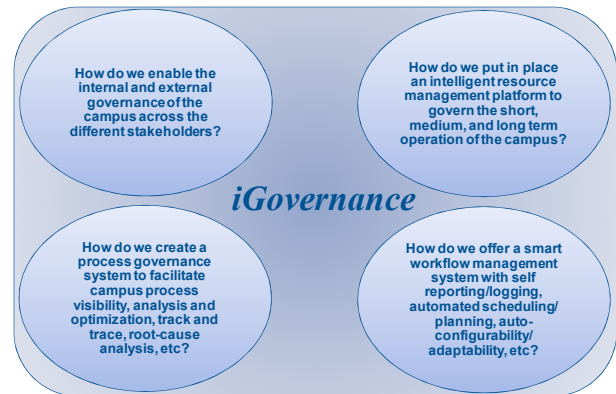 How do we enable the
internal and external
governance of the
campus across the
different stakeholders?
How do we put in place
an intelligent resource
management platform to
govern the short,
medium, and long term
operation of the campus?
iGovernance
How do we create a
process governance
system to facilitate
campus process
visibility, analysis and
optimization, track and
trace, root-cause
analysis, etc?
How do we offer a smart
workflow management
system with self
reporting/logging,
automated scheduling/
planning, auto-
configurability/
adaptability, etc?